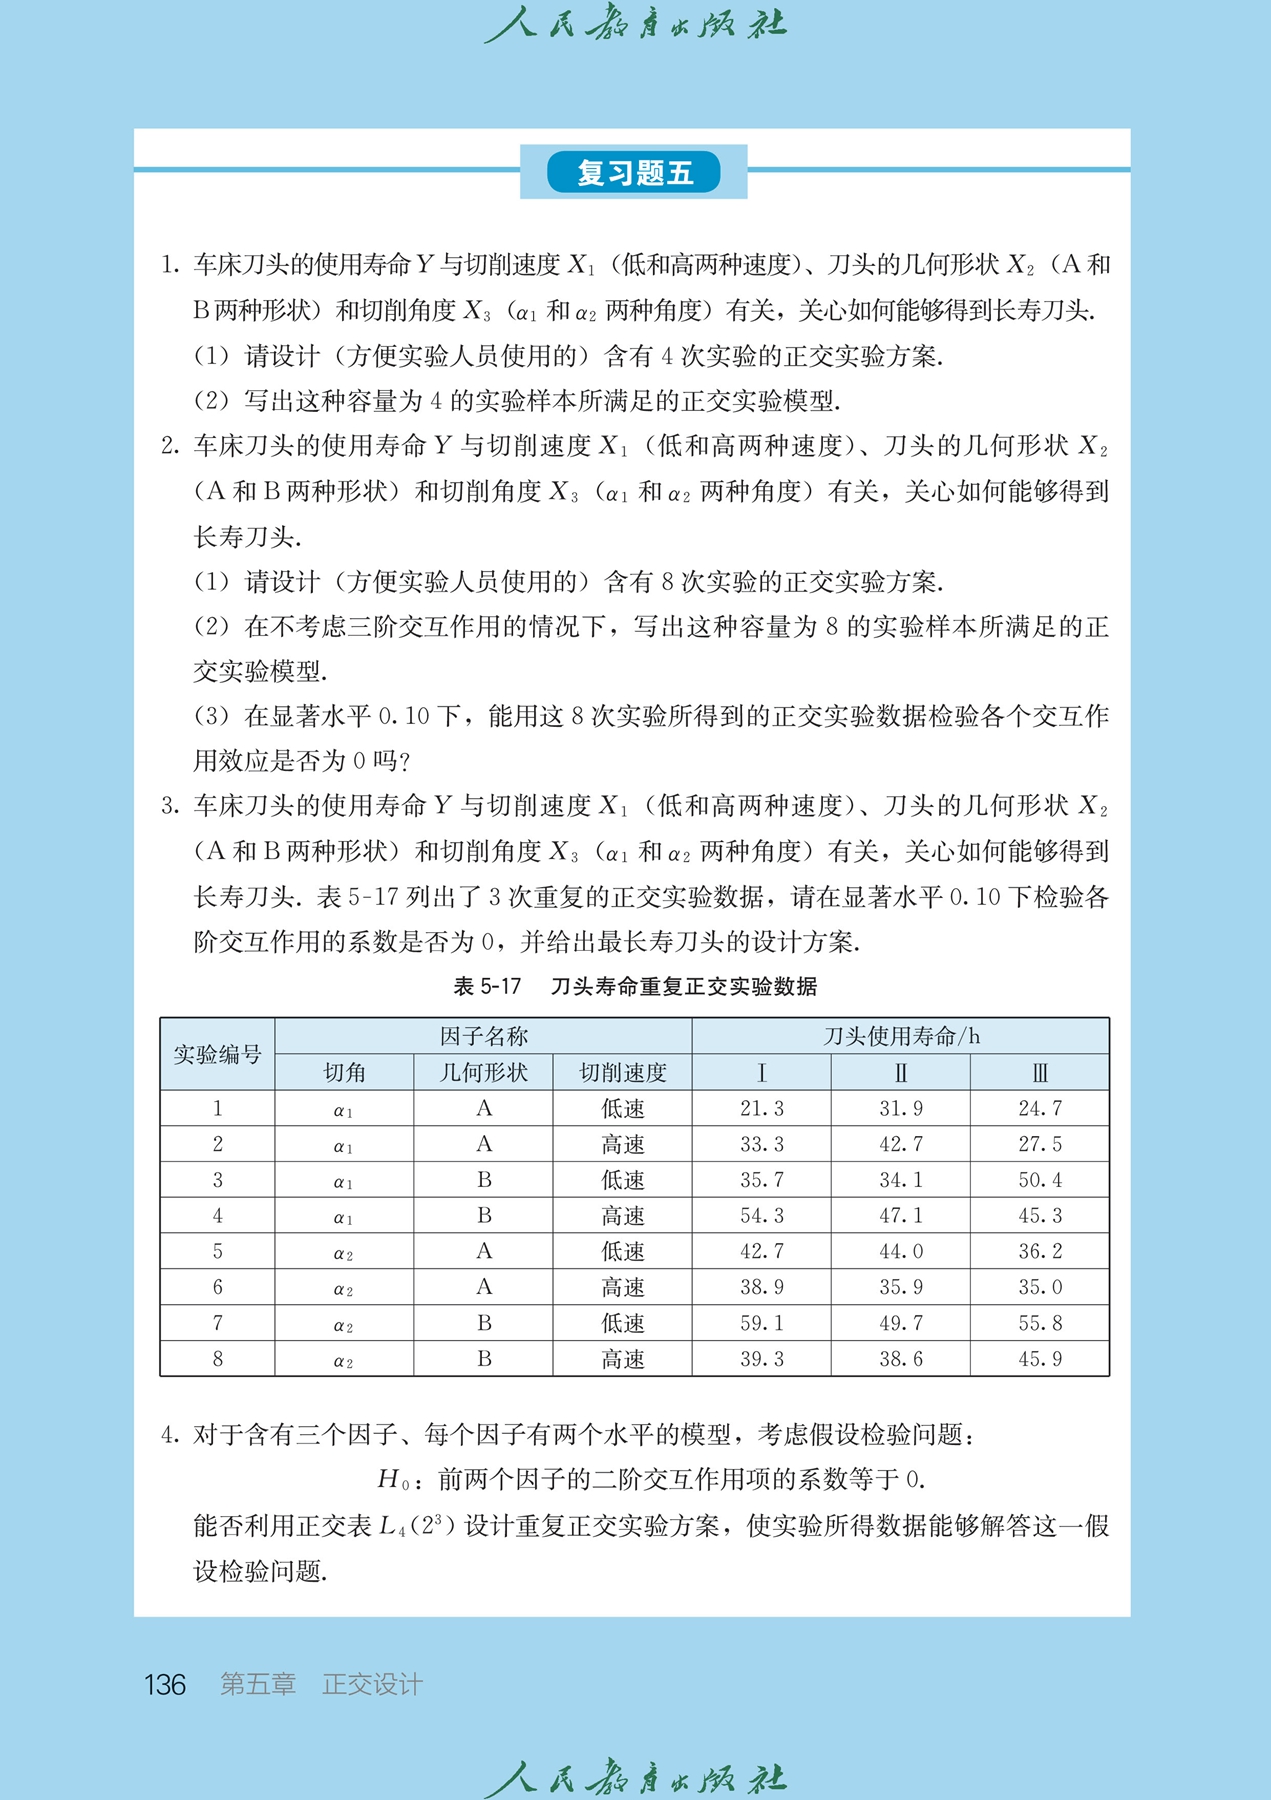 人民教育出版社
复习题五
1. 车床刀头的使用寿命 Y 与切削速度 X₁（低和高两种速度）、刀头的几何形状 X₂（A 和
B 两种形状）和切削角度 X₃（α₁ 和 α₂ 两种角度）有关，关心如何能够得到长寿刀头.
（1）请设计（方便实验人员使用的）含有 4 次实验的正交实验方案.
（2）写出这种容量为 4 的实验样本所满足的正交实验模型.
2. 车床刀头的使用寿命 Y 与切削速度 X₁（低和高两种速度）、刀头的几何形状 X₂
（A 和 B 两种形状）和切削角度 X₃（α₁ 和 α₂ 两种角度）有关，关心如何能够得到
长寿刀头.
（1）请设计（方便实验人员使用的）含有 8 次实验的正交实验方案.
（2）在不考虑三阶交互作用的情况下，写出这种容量为 8 的实验样本所满足的正
交实验模型.
（3）在显著水平 0.10 下，能用这 8 次实验所得到的正交实验数据检验各个交互作
用效应是否为 0 吗?
3. 车床刀头的使用寿命 Y 与切削速度 X₁（低和高两种速度）、刀头的几何形状 X₂
（A 和 B 两种形状）和切削角度 X₃（α₁ 和 α₂ 两种角度）有关，关心如何能够得到
长寿刀头. 表 5-17 列出了 3 次重复的正交实验数据，请在显著水平 0.10 下检验各
阶交互作用的系数是否为 0，并给出最长寿刀头的设计方案.
表 5-17 刀头寿命重复正交实验数据
实验编号 因子名称 刀头使用寿命/h
切角 几何形状 切削速度 Ⅰ Ⅱ Ⅲ
1 α₁ A 低速 21.3 31.9 24.7
2 α₁ A 高速 33.3 42.7 27.5
3 α₁ B 低速 35.7 34.1 50.4
4 α₁ B 高速 54.3 47.1 45.3
5 α₂ A 低速 42.7 44.0 36.2
6 α₂ A 高速 38.9 35.9 35.0
7 α₂ B 低速 59.1 49.7 55.8
8 α₂ B 高速 39.3 38.6 45.9
4. 对于含有三个因子、每个因子有两个水平的模型，考虑假设检验问题：
H₀：前两个因子的二阶交互作用项的系数等于 0.
能否利用正交表 L₄(2³) 设计重复正交实验方案，使实验所得数据能够解答这一假
设检验问题.
136 第五章 正交设计
人民教育出版社